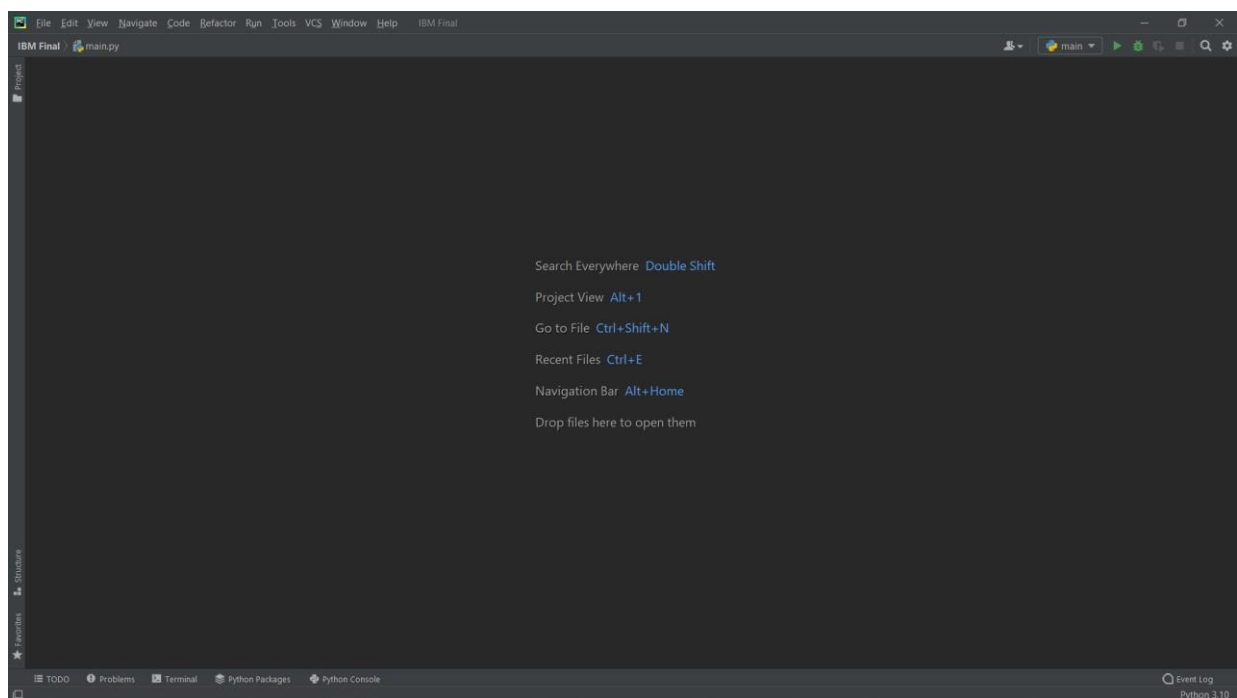 File Edit View Navigate Code Refactor Run Tools VCS Window Help IBM Final
IBM Final main.py main
Project
Search Everywhere Double Shift
Project View Alt+1
Go to File Ctrl+Shift+N
Recent Files Ctrl+E
Navigation Bar Alt+Home
Drop files here to open them
Structure
Favorites
TODO Problems Terminal Python Packages Python Console Event Log
Python 3.10